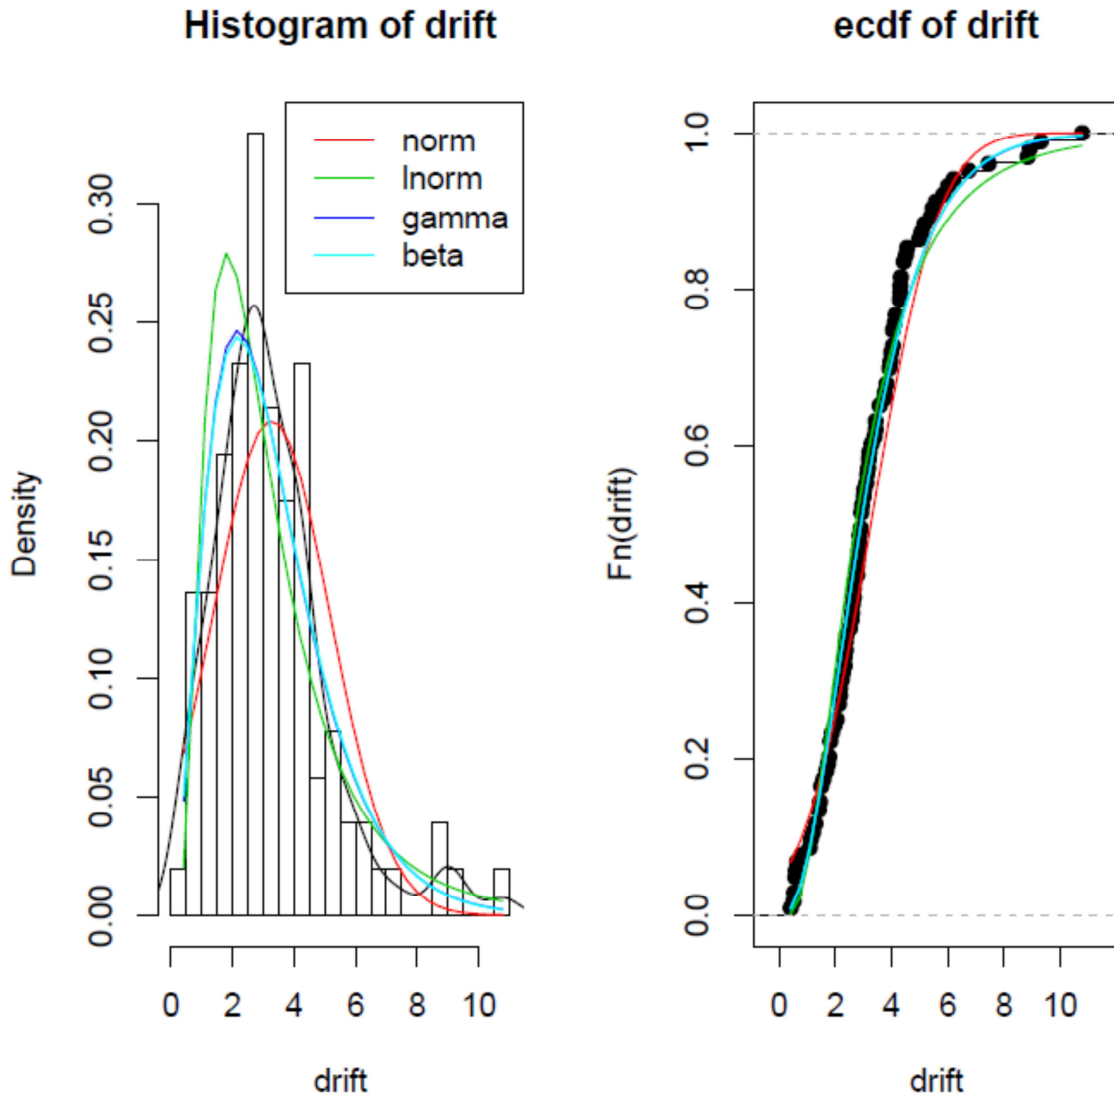 Histogram of drift
norm
lnorm
gamma
beta
Density
0.00
0.05
0.10
0.15
0.20
0.25
0.30
0 2 4 6 8 10
drift
ecdf of drift
Fn(drift)
0.0
0.2
0.4
0.6
0.8
1.0
0 2 4 6 8 10
drift